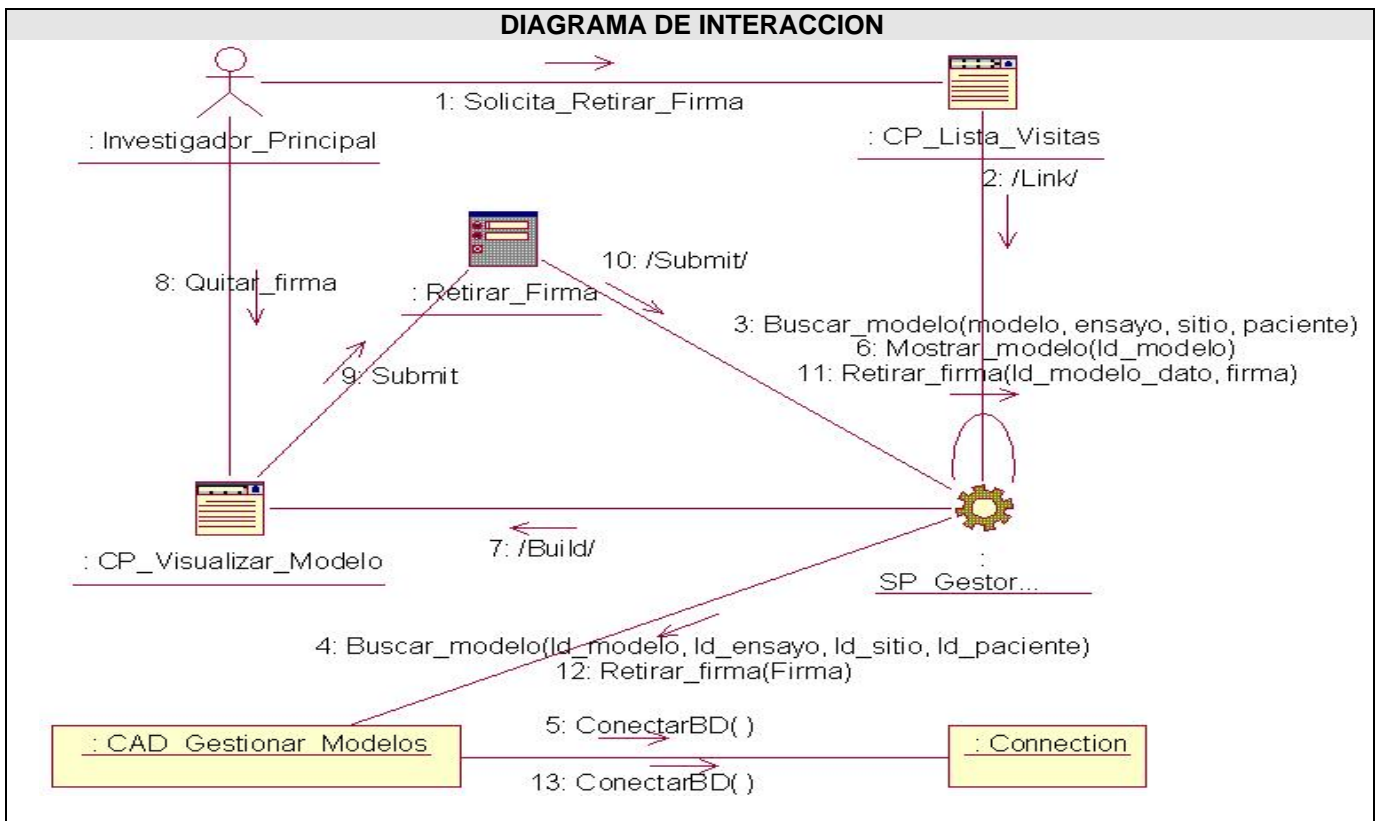 DIAGRAMA DE INTERACCION
1: Solicita_Retirar_Firma
: Investigador_Principal
: CP_Lista_Visitas
2: /Link/
8: Quitar_firma
: Retirar_Firma
10: /Submit/
9: Submit
3: Buscar_modelo(modelo, ensayo, sitio, paciente)
6: Mostrar_modelo(Id_modelo)
11: Retirar_firma(Id_modelo_dato, firma)
: CP_Visualizar_Modelo
7: /Build/
:
SP_Gestor...
4: Buscar_modelo(Id_modelo, Id_ensayo, Id_sitio, Id_paciente)
12: Retirar_firma(Firma)
: CAD_Gestionar_Modelos
5: ConectarBD( )
: Connection
13: ConectarBD( )